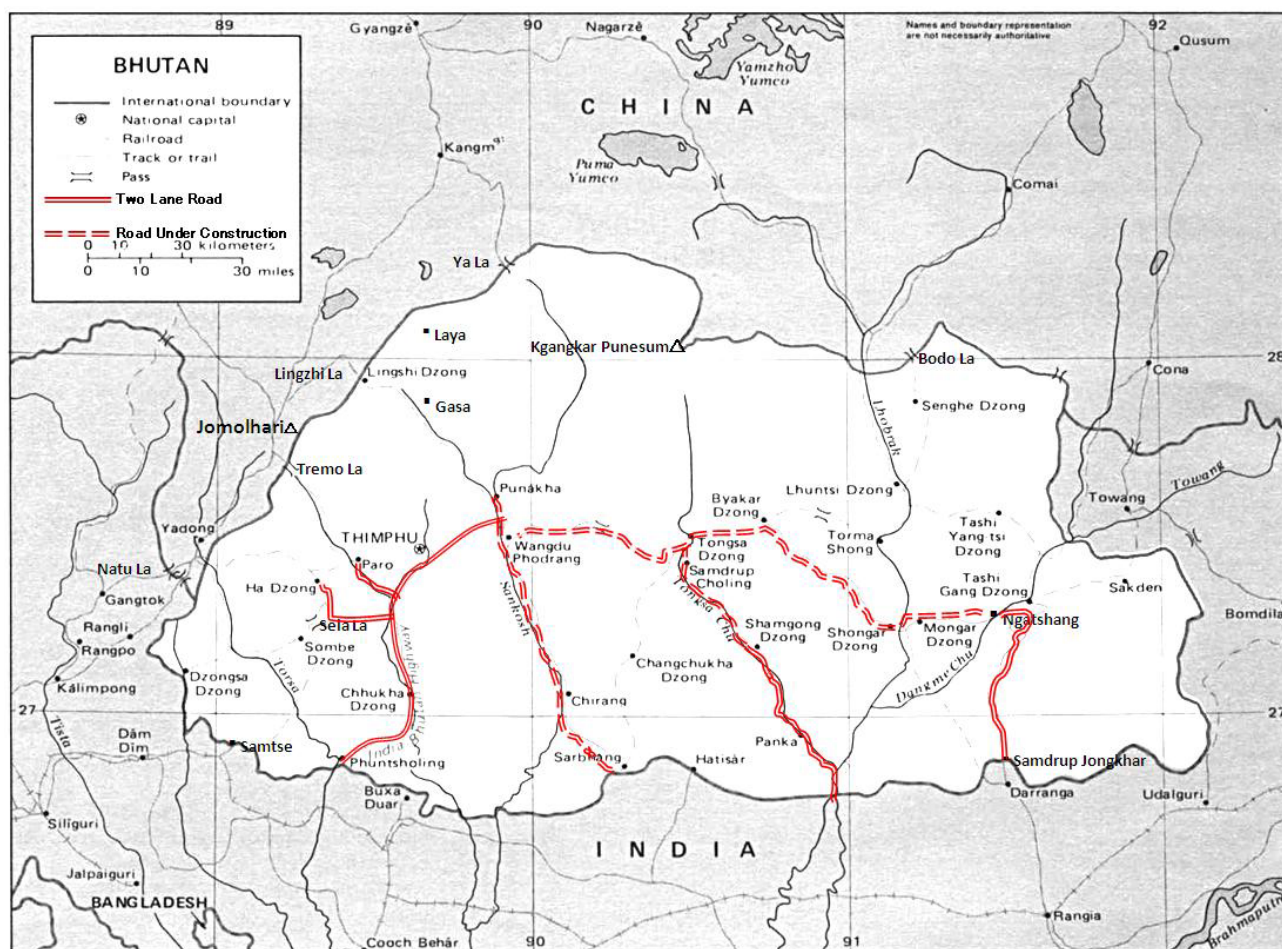 89
90
92
Gyangzê
Nagarzê
Names and boundary representation
are not necessarily authoritative
Qusum
BHUTAN
International boundary
National capital
Railroad
Track or trail
Pass
Two Lane Road
Road Under Construction
0 10 30 kilometers
0 10 30 miles
Yamzho
Yumco
CHINA
Puma
Yumco
Comai
Ya La
Laya
Kgangkar Punesum
28
Bodo La
Cona
Lingzhi La
Lingshi Dzong
Gasa
Senghe Dzong
Jomolhari
Lhobrak
Tremo La
Punākha
Lhuntsi Dzong
Towang
Towang
Byakar
Dzong
Yadong
THIMPHU
Wangdu
Phodrang
Tongsa
Dzong
Torma
Shong
Tashi
Yang tsi
Dzong
Natu La
Paro
Samdrup
Choling
Tashi
Gang Dzong
Sakden
Ha Dzong
Gangtok
Sankosh
Tongsa Chu
Bomdila
Rangli
Rangpo
Sela La
Sombe
Dzong
Shamgong
Dzong
Shongar
Dzong
Mongar
Dzong
Ngatshang
Changchukha
Dzong
Dangme Chu
Kālimpong
Dzongsa
Dzong
Torsa
Chhukha
Dzong
India Bhutan Highway
Chirang
27
27
Tista
Dām
Dim
Samtse
Phuntsholing
Sarbhang
Hatisār
Panka
Samdrup Jongkhar
Darranga
Udalguri
Buxa
Duar
Silīguri
INDIA
Jalpaiguri
BANGLADESH
Rangia
Cooch Behār
90
91
Brahmaputra